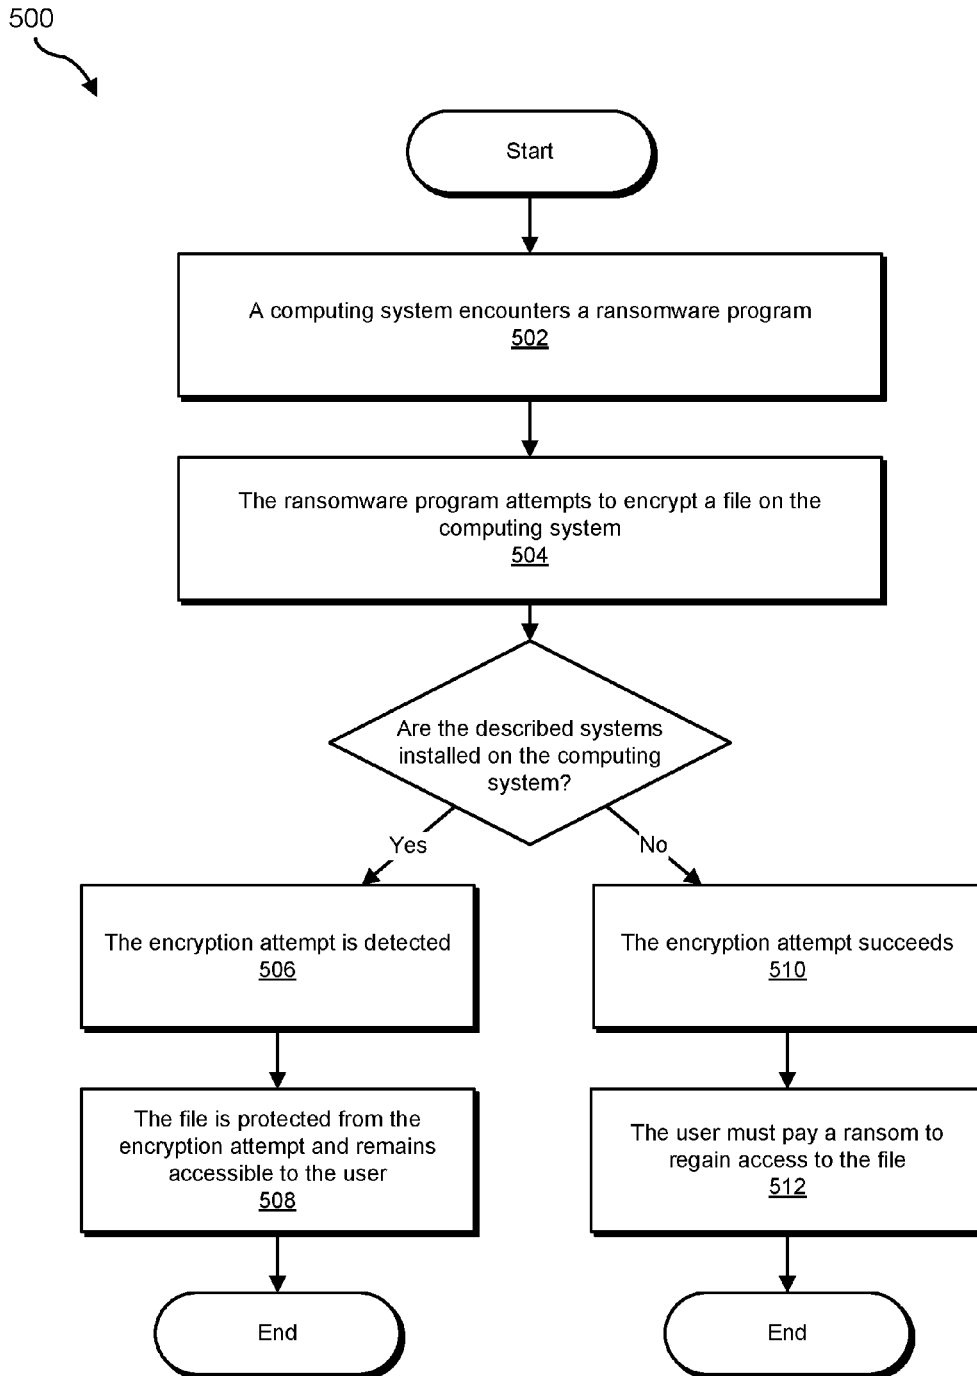 500
Start
A computing system encounters a ransomware program
502
The ransomware program attempts to encrypt a file on the
computing system
504
Are the described systems
installed on the computing
system?
Yes
No
The encryption attempt is detected
506
The encryption attempt succeeds
510
The file is protected from the
encryption attempt and remains
accessible to the user
508
The user must pay a ransom to
regain access to the file
512
End
End